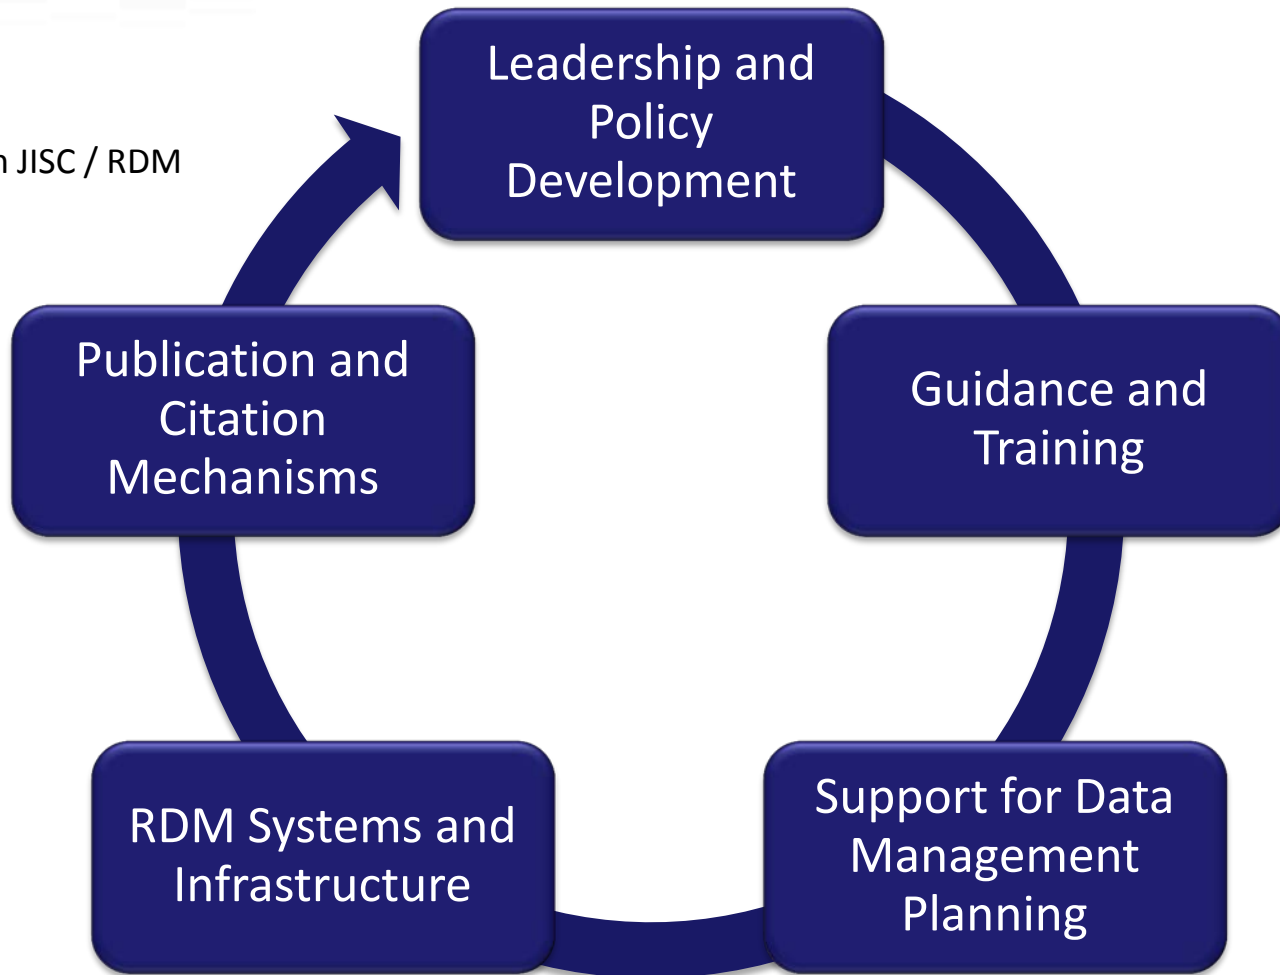 Leadership and
Policy
Development
JISC / RDM
Publication and
Citation
Mechanisms
Guidance and
Training
RDM Systems and
Infrastructure
Support for Data
Management
Planning